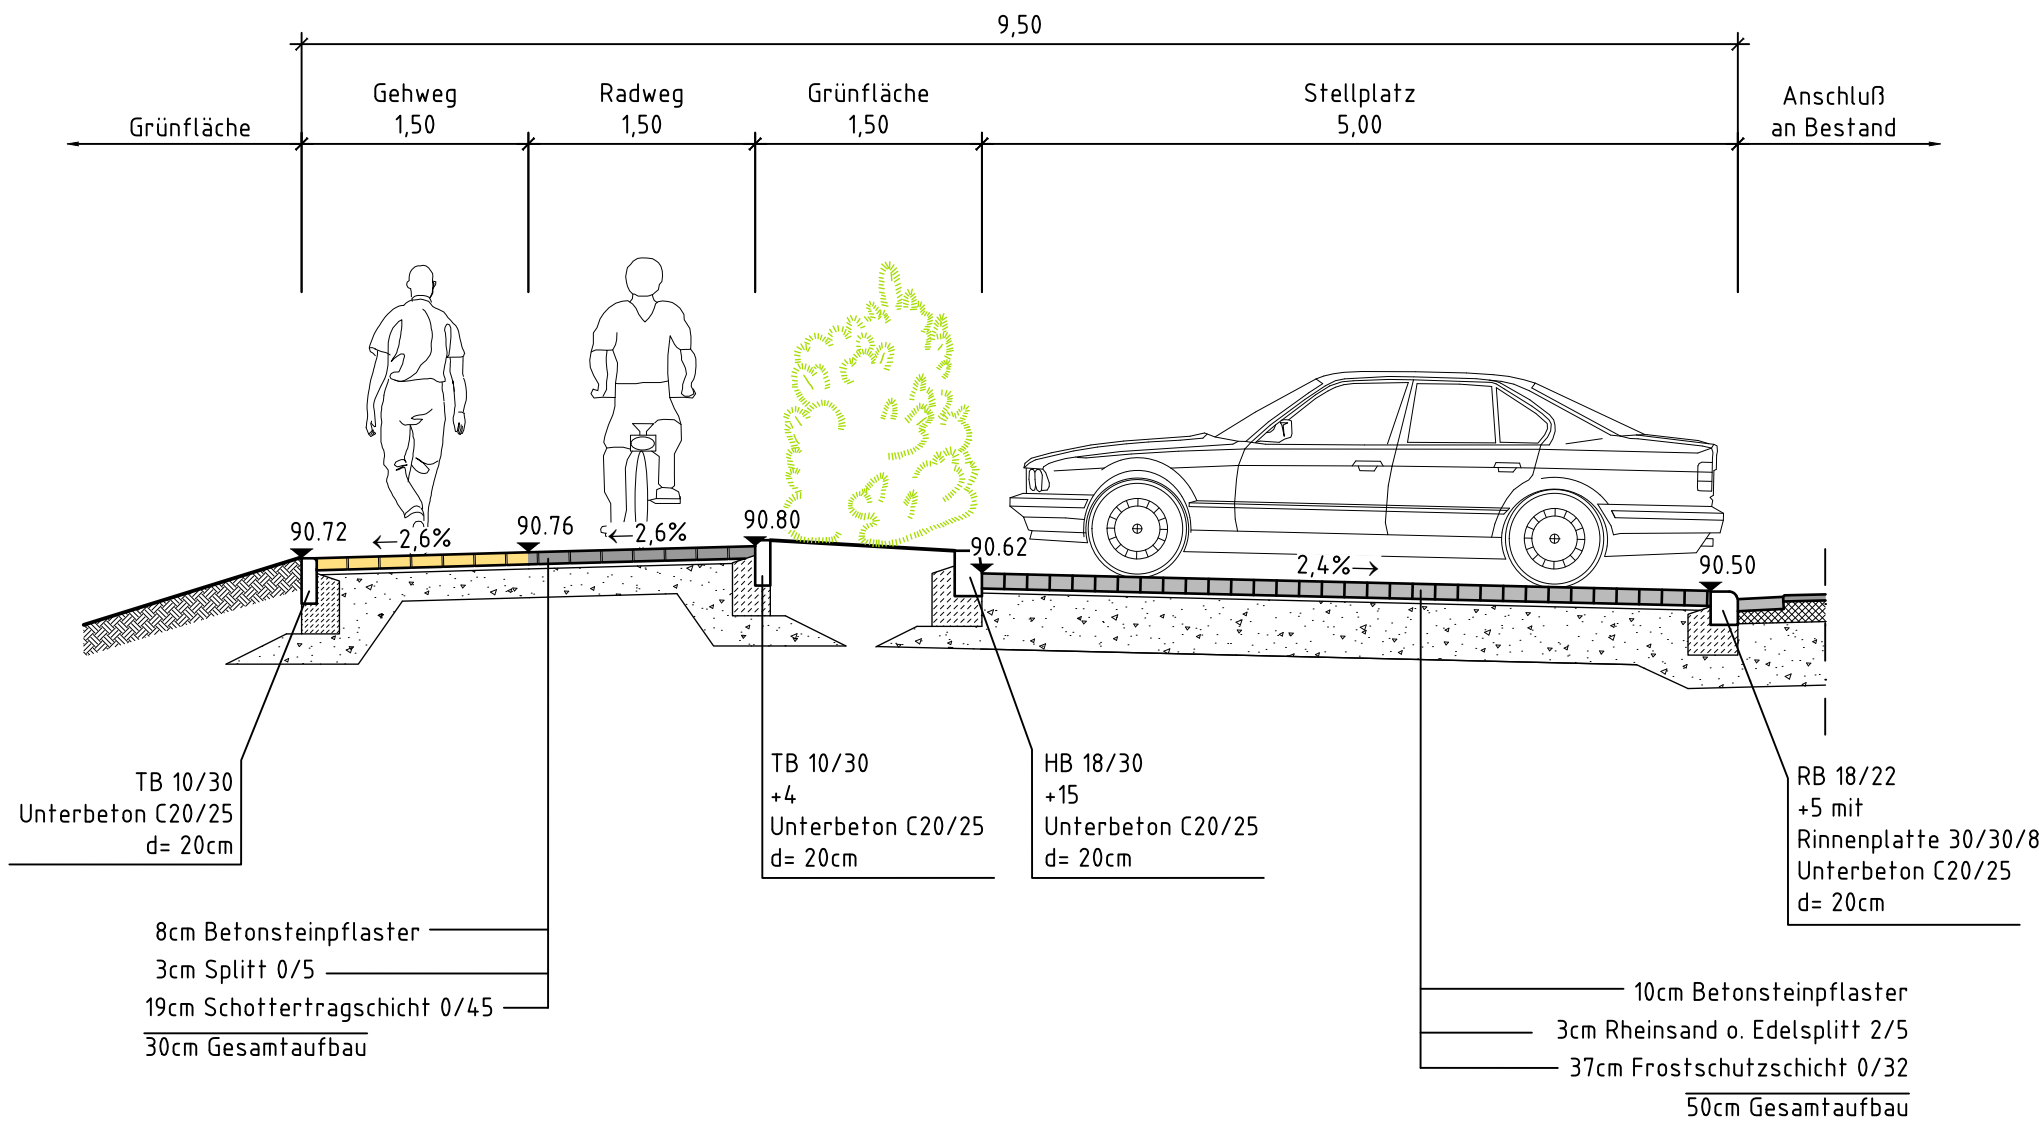 9,50
Grünfläche
Gehweg
1,50
Radweg
1,50
Grünfläche
1,50
Stellplatz
5,00
Anschluß
an Bestand
90.72
←2,6%
90.76
←2,6%
90.80
90.62
2,4%→
90.50
TB 10/30
Unterbeton C20/25
d= 20cm
TB 10/30
+4
Unterbeton C20/25
d= 20cm
HB 18/30
+15
Unterbeton C20/25
d= 20cm
RB 18/22
+5 mit
Rinnenplatte 30/30/8
Unterbeton C20/25
d= 20cm
8cm Betonsteinpflaster
3cm Splitt 0/5
19cm Schottertragschicht 0/45
30cm Gesamtaufbau
10cm Betonsteinpflaster
3cm Rheinsand o. Edelsplitt 2/5
37cm Frostschutzschicht 0/32
50cm Gesamtaufbau